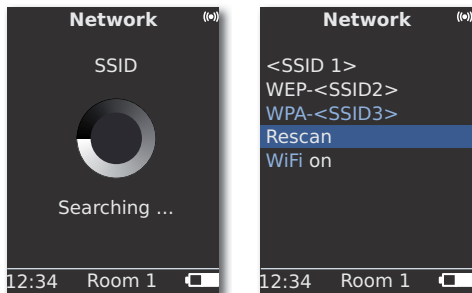 Network
SSID
Searching ...
12:34 Room 1
Network
<SSID 1>
WEP-<SSID2>
WPA-<SSID3>
Rescan
WiFi on
12:34 Room 1